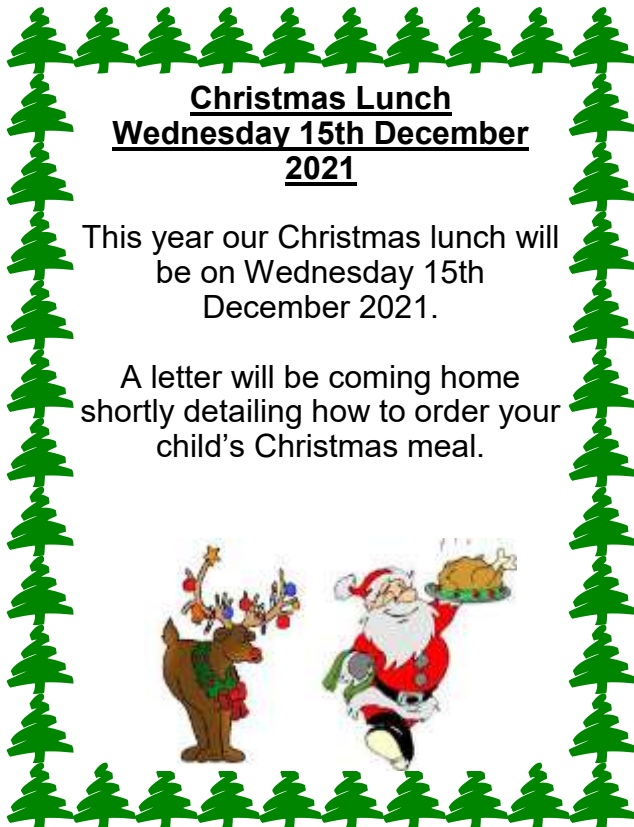 Christmas Lunch
Wednesday 15th December
2021
This year our Christmas lunch will
be on Wednesday 15th
December 2021.
A letter will be coming home
shortly detailing how to order your
child’s Christmas meal.